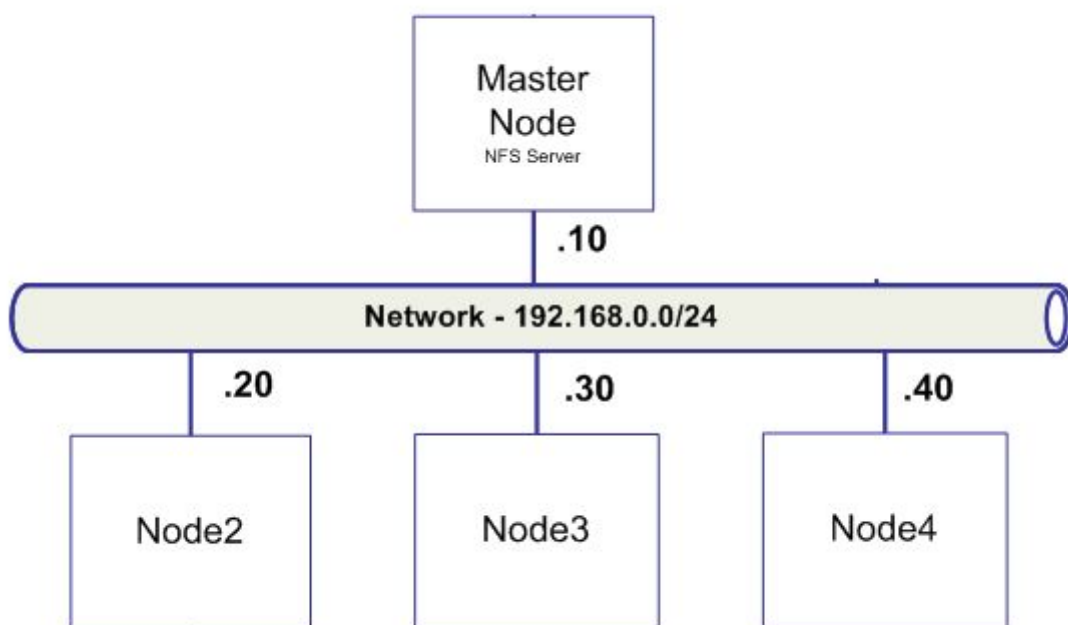 Master
Node
NFS Server
.10
Network - 192.168.0.0/24
.20
.30
.40
Node2
Node3
Node4